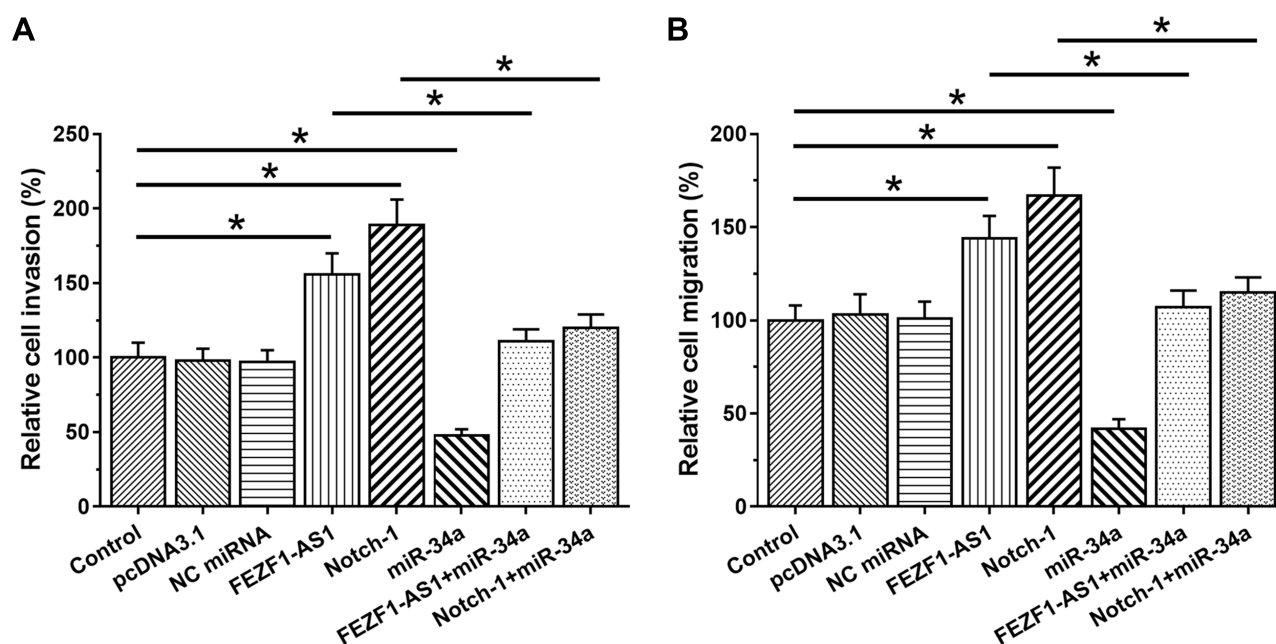 A
*
*
*
*
*
Relative cell invasion (%)
250
200
150
100
50
0
Control
pcDNA3.1
NC miRNA
FEZF1-AS1
Notch-1
miR-34a
FEZF1-AS1+miR-34a
Notch-1+miR-34a
B
*
*
*
*
*
Relative cell migration (%)
200
150
100
50
0
Control
pcDNA3.1
NC miRNA
FEZF1-AS1
Notch-1
miR-34a
FEZF1-AS1+miR-34a
Notch-1+miR-34a